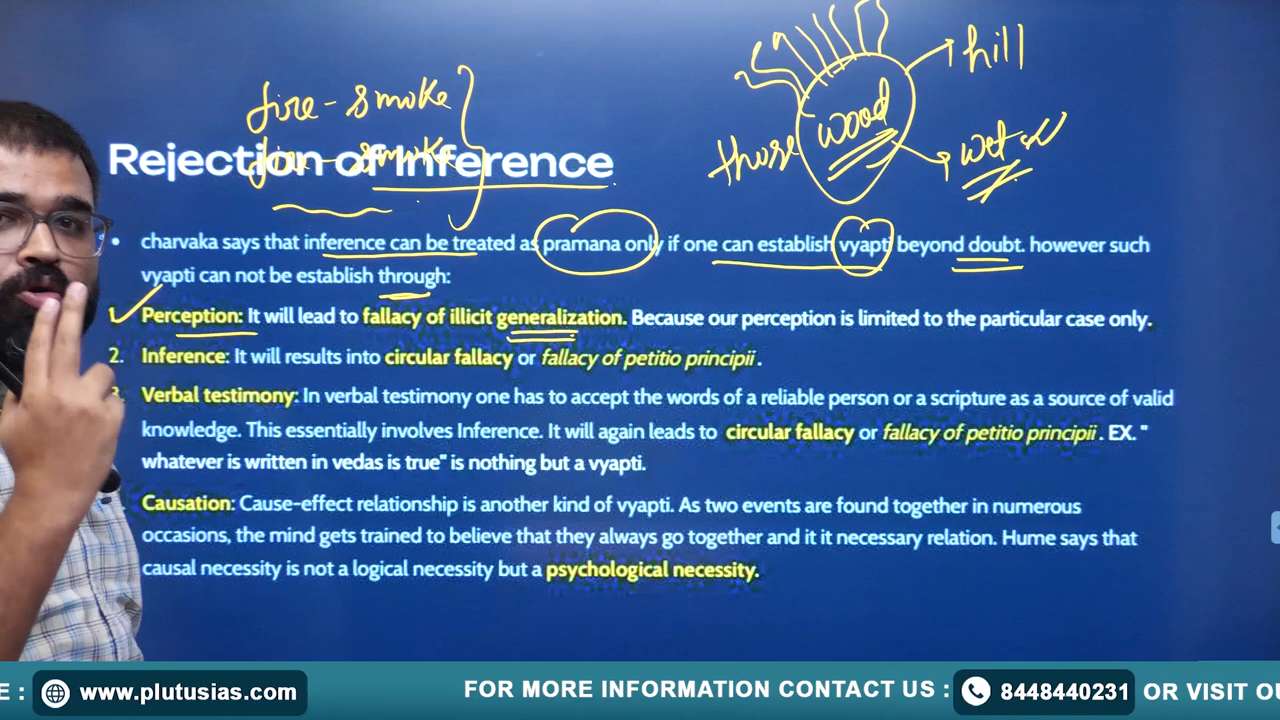 fire - smoke
fire - smoke
hill
those wood
wet
Rejection of Inference
• charvaka says that inference can be treated as pramana only if one can establish vyapti beyond doubt. however such
vyapti can not be establish through:
1. Perception: It will lead to fallacy of illicit generalization. Because our perception is limited to the particular case only.
2. Inference: It will results into circular fallacy or fallacy of petitio principii .
3. Verbal testimony: In verbal testimony one has to accept the words of a reliable person or a scripture as a source of valid
knowledge. This essentially involves Inference. It will again leads to circular fallacy or fallacy of petitio principii . EX. "
whatever is written in vedas is true" is nothing but a vyapti.
Causation: Cause-effect relationship is another kind of vyapti. As two events are found together in numerous
occasions, the mind gets trained to believe that they always go together and it it necessary relation. Hume says that
causal necessity is not a logical necessity but a psychological necessity.
E : www.plutusias.com FOR MORE INFORMATION CONTACT US : 8448440231 OR VISIT OU